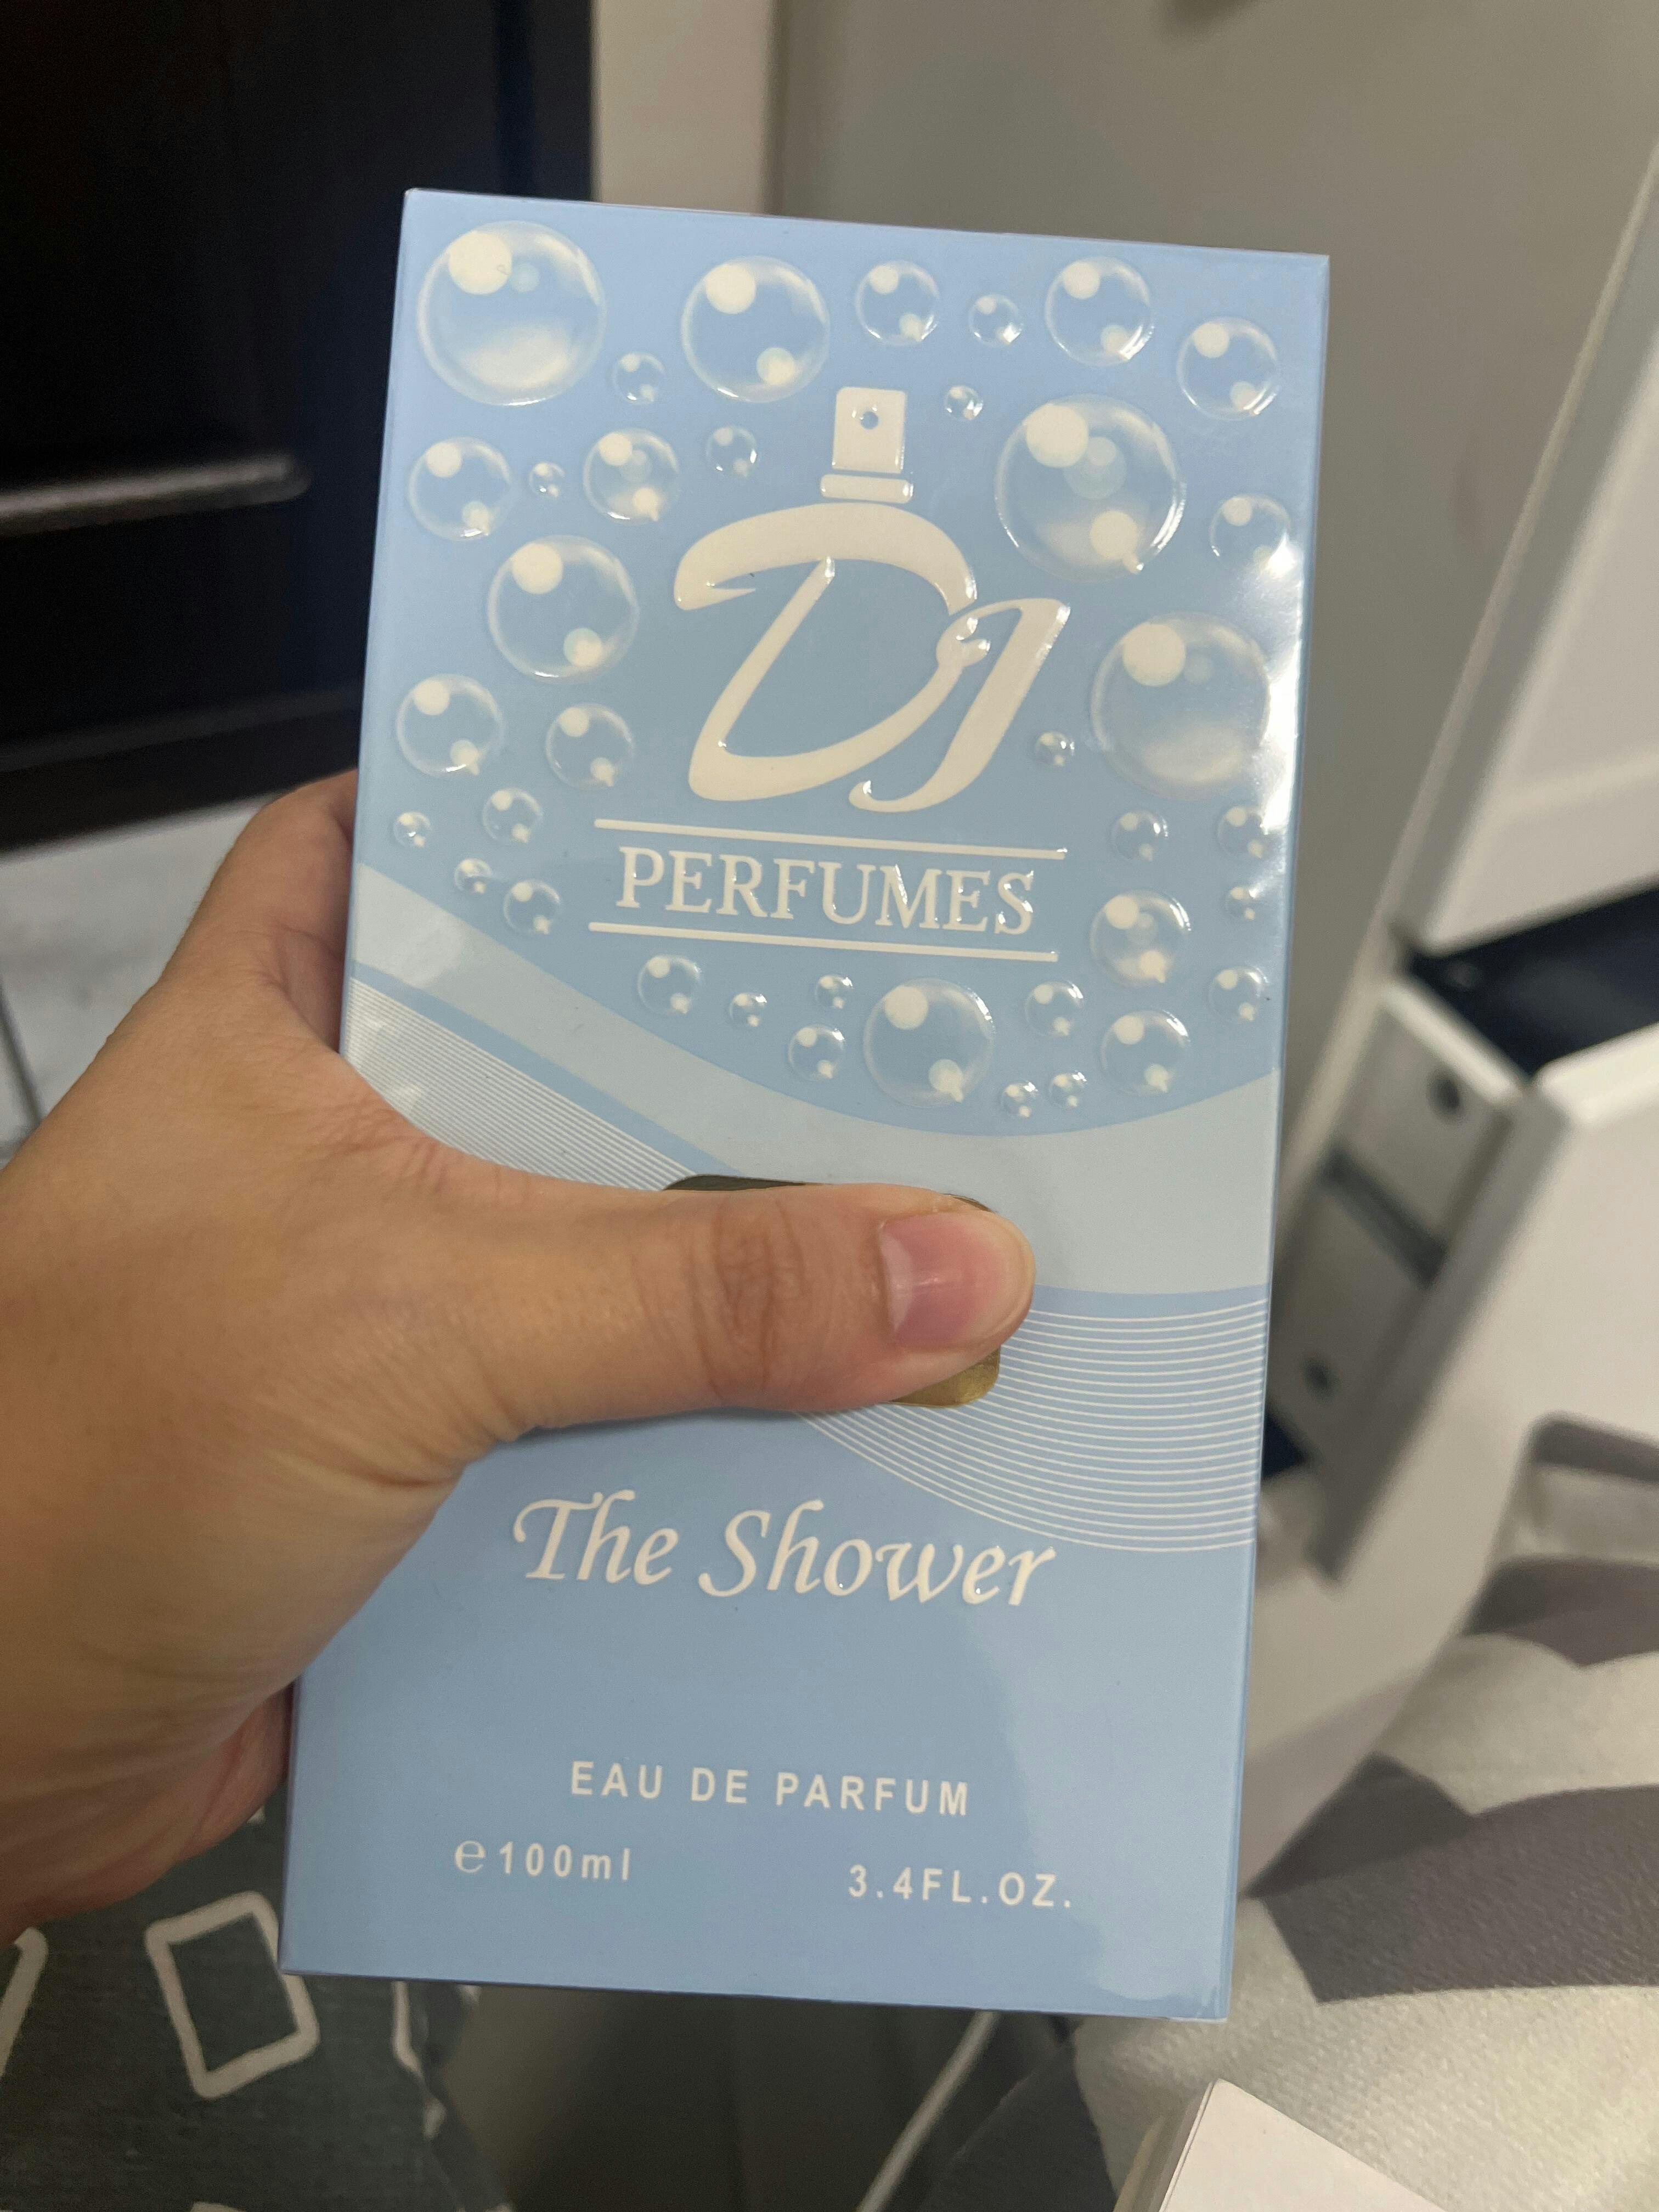 DJ
PERFUMES
The Shower
EAU DE PARFUM
℮100ml 3.4FL.OZ.